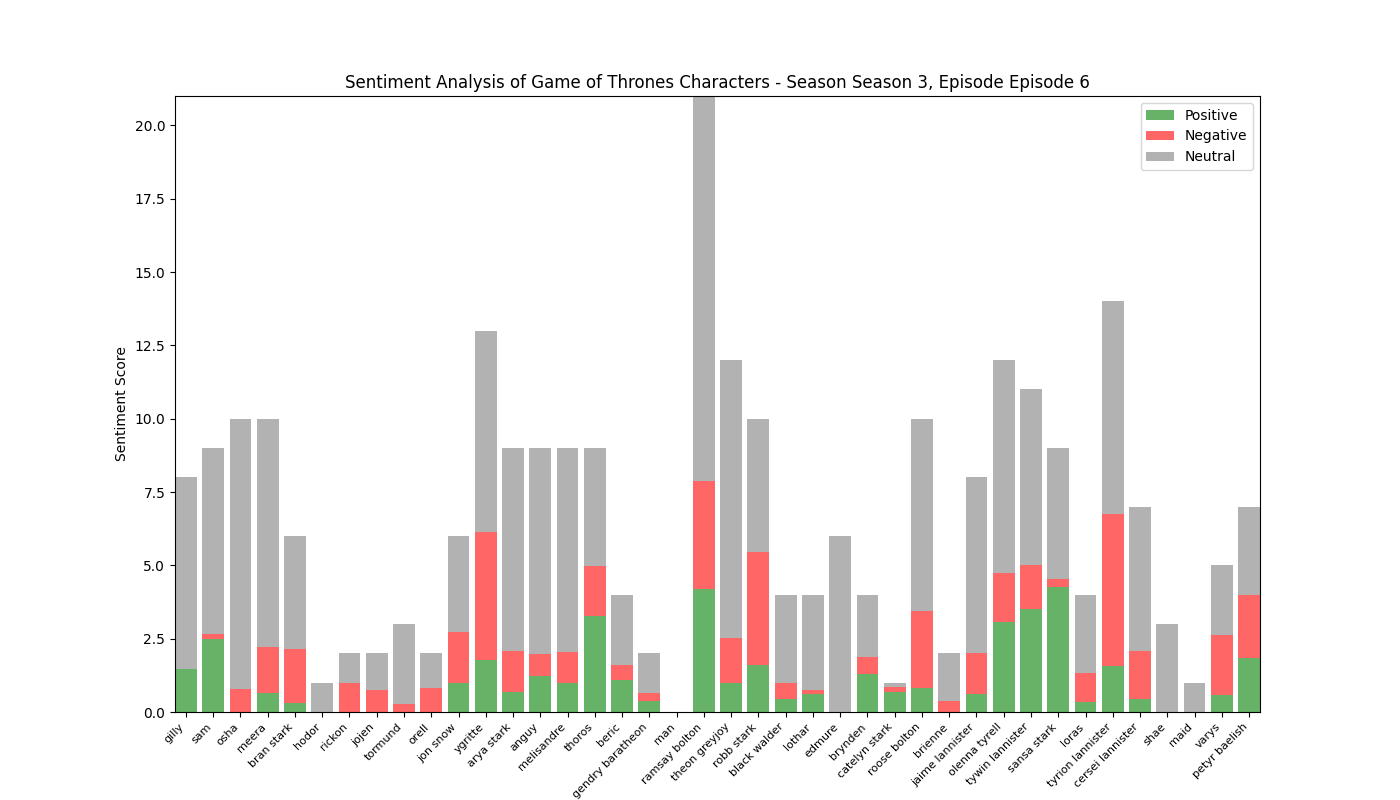 Sentiment Analysis of Game of Thrones Characters - Season Season 3, Episode Episode 6
Positive
Negative
Neutral
Sentiment Score
20.0
17.5
15.0
12.5
10.0
7.5
5.0
2.5
0.0
gilly
sam
osha
meera
bran stark
hodor
rickon
jojen
tormund
orell
jon snow
ygritte
arya stark
anguy
melisandre
thoros
beric
gendry baratheon
man
ramsay bolton
theon greyjoy
robb stark
black walder
lothar
edmure
brynden
catelyn stark
roose bolton
brienne
jaime lannister
olenna tyrell
tywin lannister
sansa stark
loras
tyrion lannister
cersei lannister
shae
maid
varys
petyr baelish